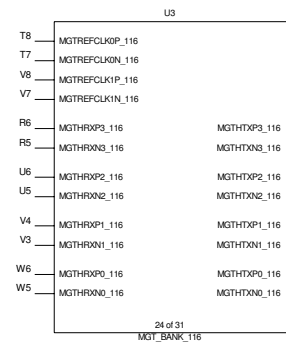 U3
T8 MGTREFCLK0P_116
T7 MGTREFCLK0N_116
V8 MGTREFCLK1P_116
V7 MGTREFCLK1N_116
R6 MGTHRXP3_116 MGTHTXP3_116
R5 MGTHRXN3_116 MGTHTXN3_116
U6 MGTHRXP2_116 MGTHTXP2_116
U5 MGTHRXN2_116 MGTHTXN2_116
V4 MGTHRXP1_116 MGTHTXP1_116
V3 MGTHRXN1_116 MGTHTXN1_116
W6 MGTHRXP0_116 MGTHTXP0_116
W5 MGTHRXN0_116 MGTHTXN0_116
24 of 31
MGT_BANK_116